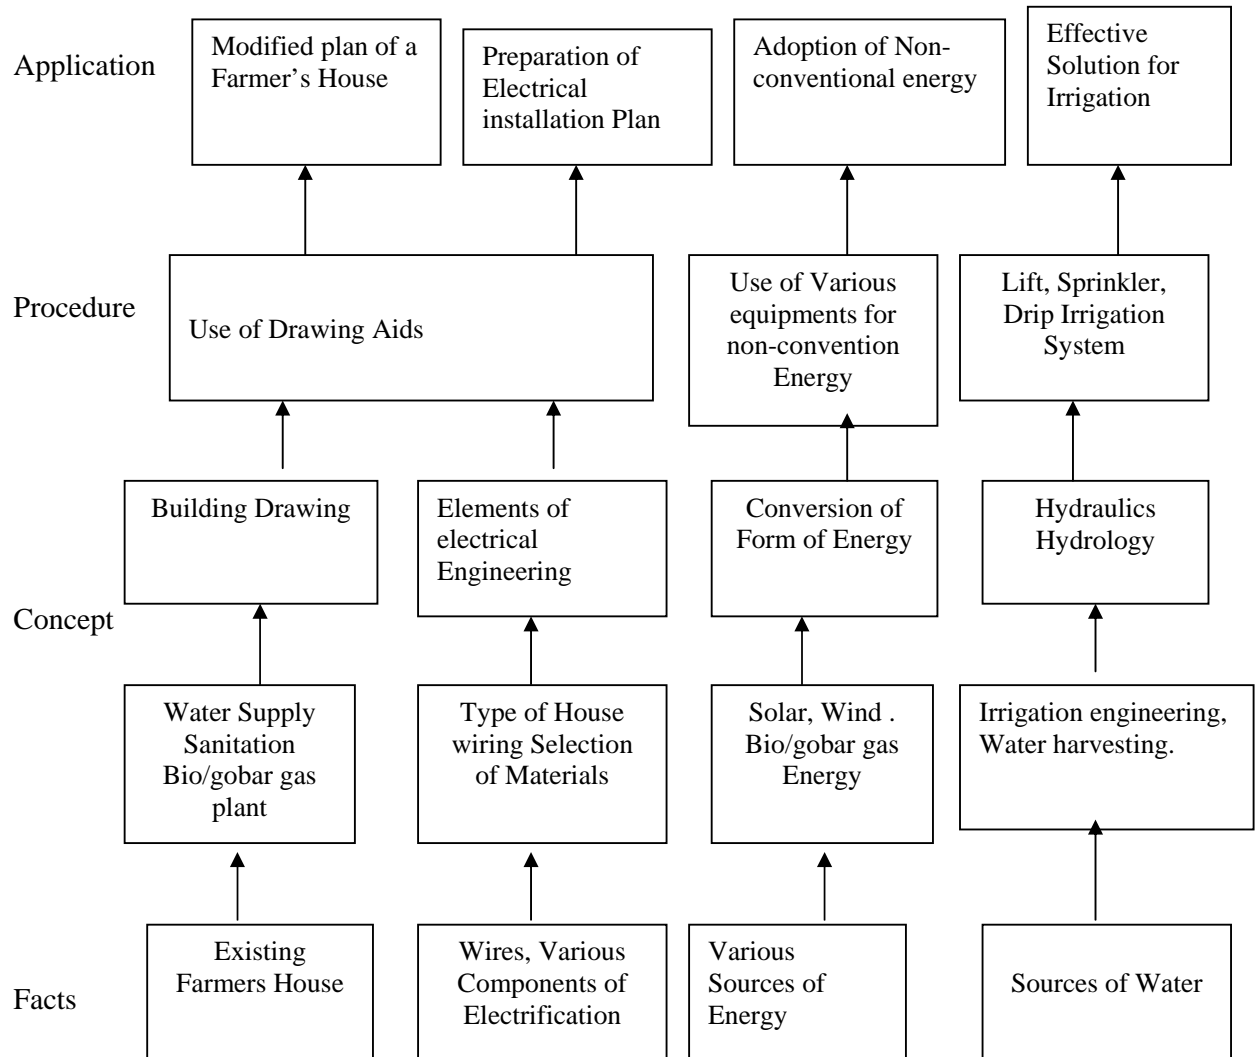 Application
Modified plan of a
Farmer's House
Preparation of
Electrical
installation Plan
Adoption of Non-
conventional energy
Effective
Solution for
Irrigation
Procedure
Use of Drawing Aids
Use of Various
equipments for
non-convention
Energy
Lift, Sprinkler,
Drip Irrigation
System
Concept
Building Drawing
Elements of
electrical
Engineering
Conversion of
Form of Energy
Hydraulics
Hydrology
Water Supply
Sanitation
Bio/gobar gas
plant
Type of House
wiring Selection
of Materials
Solar, Wind .
Bio/gobar gas
Energy
Irrigation engineering,
Water harvesting.
Facts
Existing
Farmers House
Wires, Various
Components of
Electrification
Various
Sources of
Energy
Sources of Water